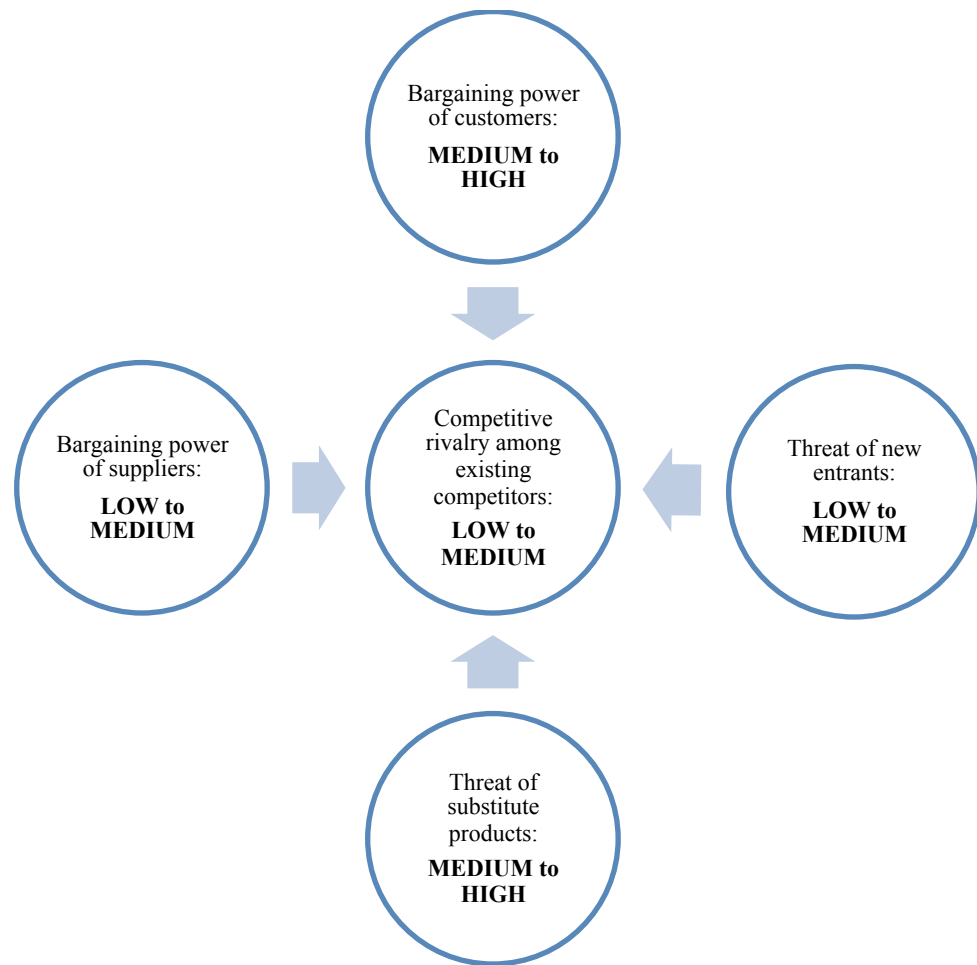 Bargaining power
of customers:
MEDIUM to
HIGH
Bargaining power
of suppliers:
LOW to
MEDIUM
Competitive
rivalry among
existing
competitors:
LOW to
MEDIUM
Threat of new
entrants:
LOW to
MEDIUM
Threat of
substitute
products:
MEDIUM to
HIGH